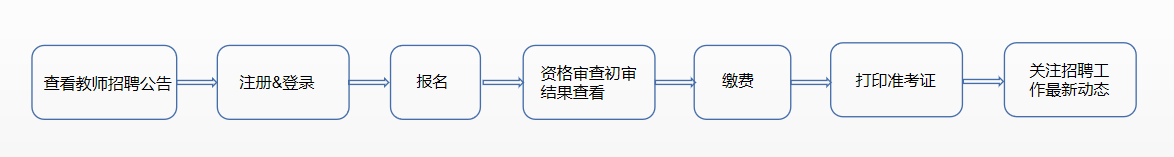 查看教师招聘公告
注册&登录
报名
资格审查初审
结果查看
缴费
打印准考证
关注招聘工
作最新动态